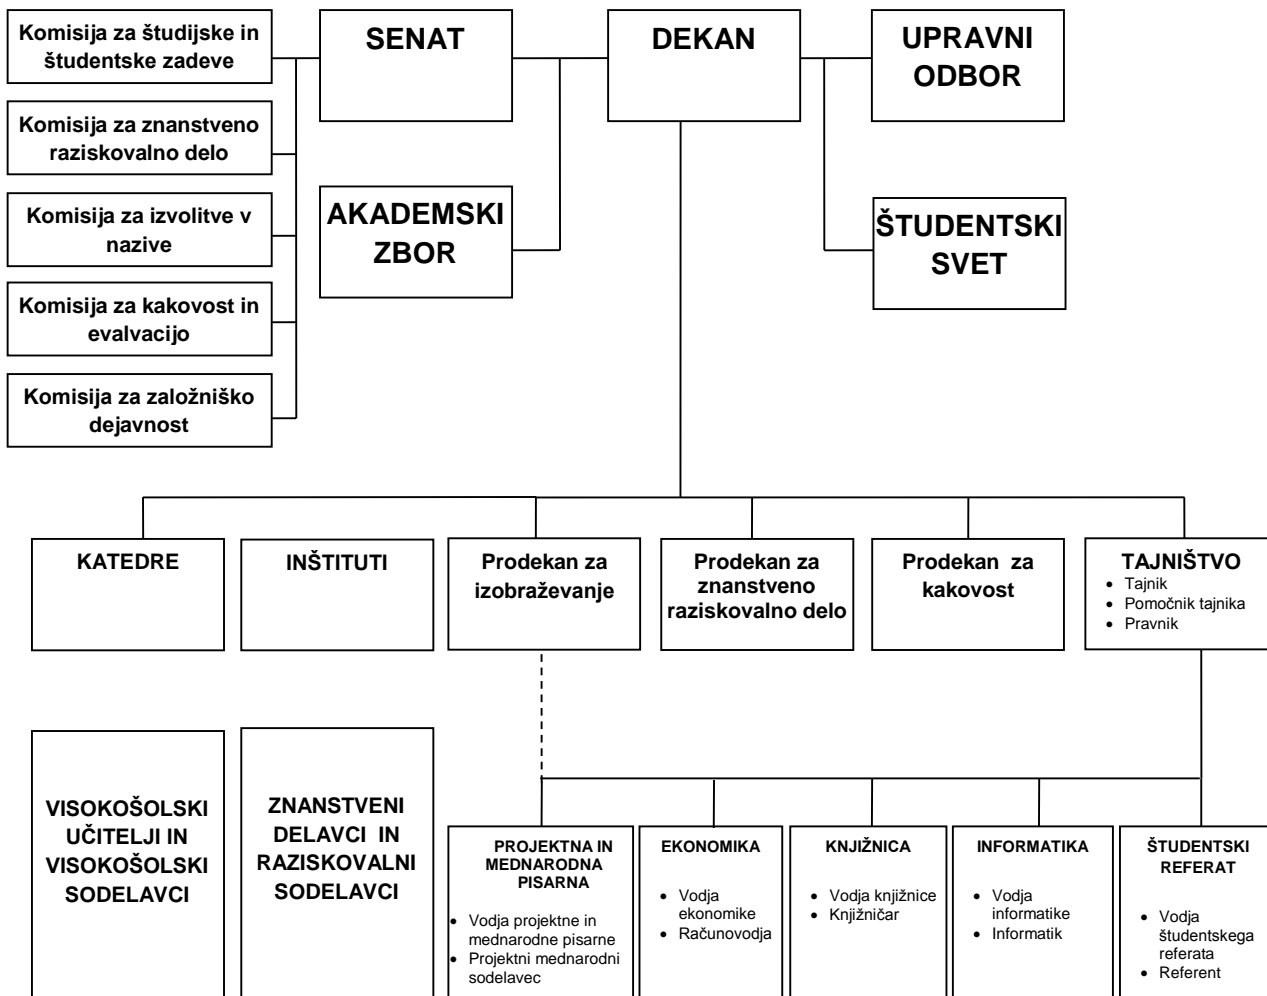 Komisija za študijske in
študentske zadeve
SENAT
DEKAN
UPRAVNI
ODBOR
Komisija za znanstveno
raziskovalno delo
Komisija za izvolitve v
nazive
AKADEMSKI
ZBOR
ŠTUDENTSKI
SVET
Komisija za kakovost in
evalvacijo
Komisija za založniško
dejavnost
KATEDRE
INŠTITUTI
Prodekan za
izobraževanje
Prodekan za
znanstveno
raziskovalno delo
Prodekan za
kakovost
TAJNIŠTVO
• Tajnik
• Pomočnik tajnika
• Pravnik
VISOKOŠOLSKI
UČITELJI IN
VISOKOŠOLSKI
SODELAVCI
ZNANSTVENI
DELAVCI IN
RAZISKOVALNI
SODELAVCI
PROJEKTNA IN
MEDNARODNA
PISARNA
• Vodja projektne in
mednarodne pisarne
• Projektni mednarodni
sodelavec
EKONOMIKA
• Vodja
ekonomike
• Računovodja
KNJIŽNICA
• Vodja knjižnice
• Knjižničar
INFORMATIKA
• Vodja
informatike
• Informatik
ŠTUDENTSKI
REFERAT
• Vodja
študentskega
referata
• Referent